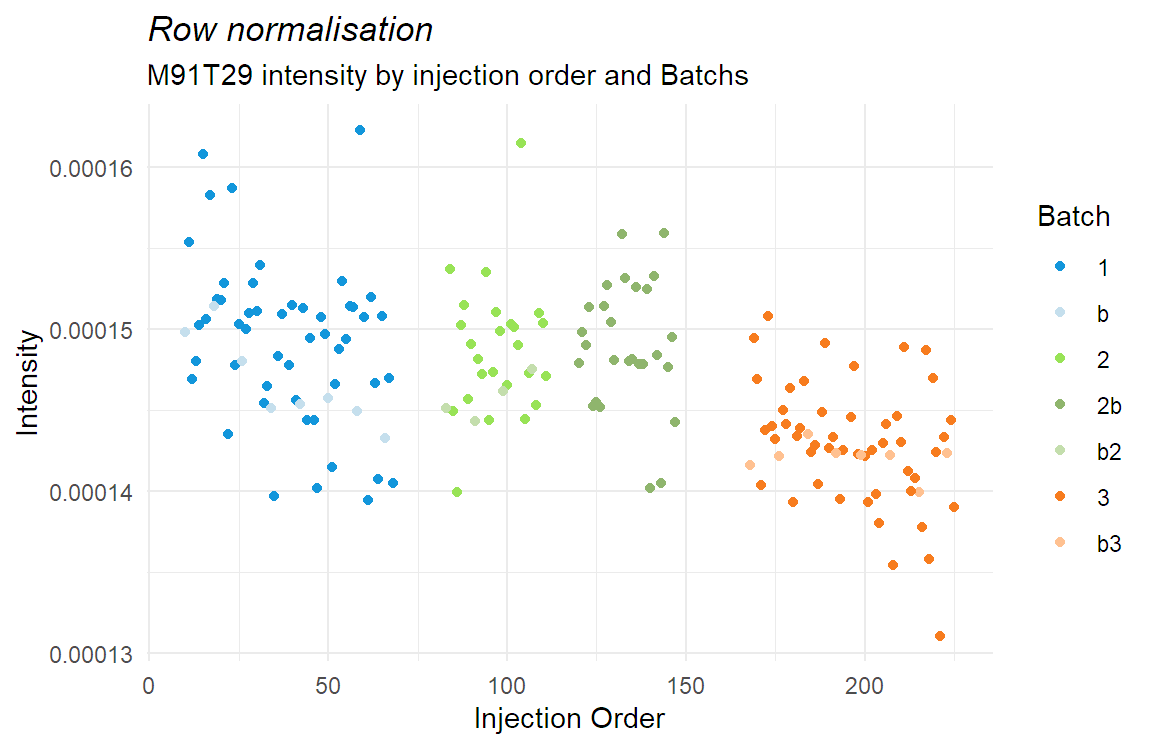 Row normalisation
M91T29 intensity by injection order and Batchs
0.00016
0.00015
0.00014
0.00013
Intensity
0
50
100
150
200
Injection Order
Batch
1
b
2
2b
b2
3
b3